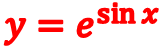 y = e^{sin x}